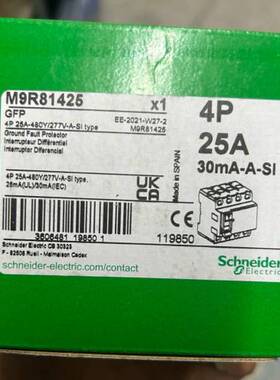 M9R81425
x1
GFP
EE-2021-W27-2
4P 25A-480Y/277V-A-SI type
M9R81425
Ground Fault Protector
Interrupteur Différentiel
Interruptor Diferencial
4P 25A-480Y/277V-A-SI type,
25mA(UL)/30mA(IEC)
Made in SPAIN
UK
CA
3606481 19850 1
119850
Schneider Electric CS 30323
F - 92506 Rueil - Malmaison Cedex
schneider-electric.com/contact
4P
25A
30mA-A-SI
Schneider
Electric